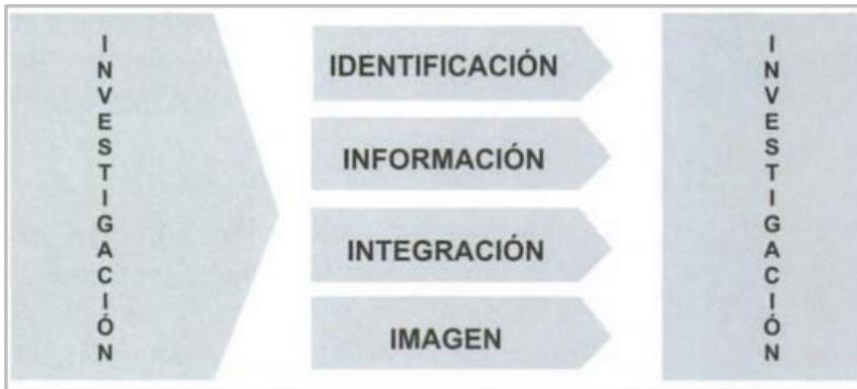 INVESTIGACIÓN
IDENTIFICACIÓN
INFORMACIÓN
INTEGRACIÓN
IMAGEN
INVESTIGACIÓN